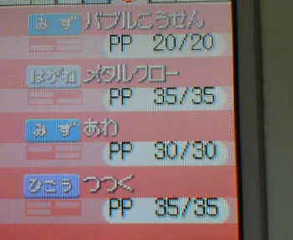 みず バブルこうせん
PP 20/20
はがね メタルクロー
PP 35/35
みず あわ
PP 30/30
ひこう つつく
PP 35/35